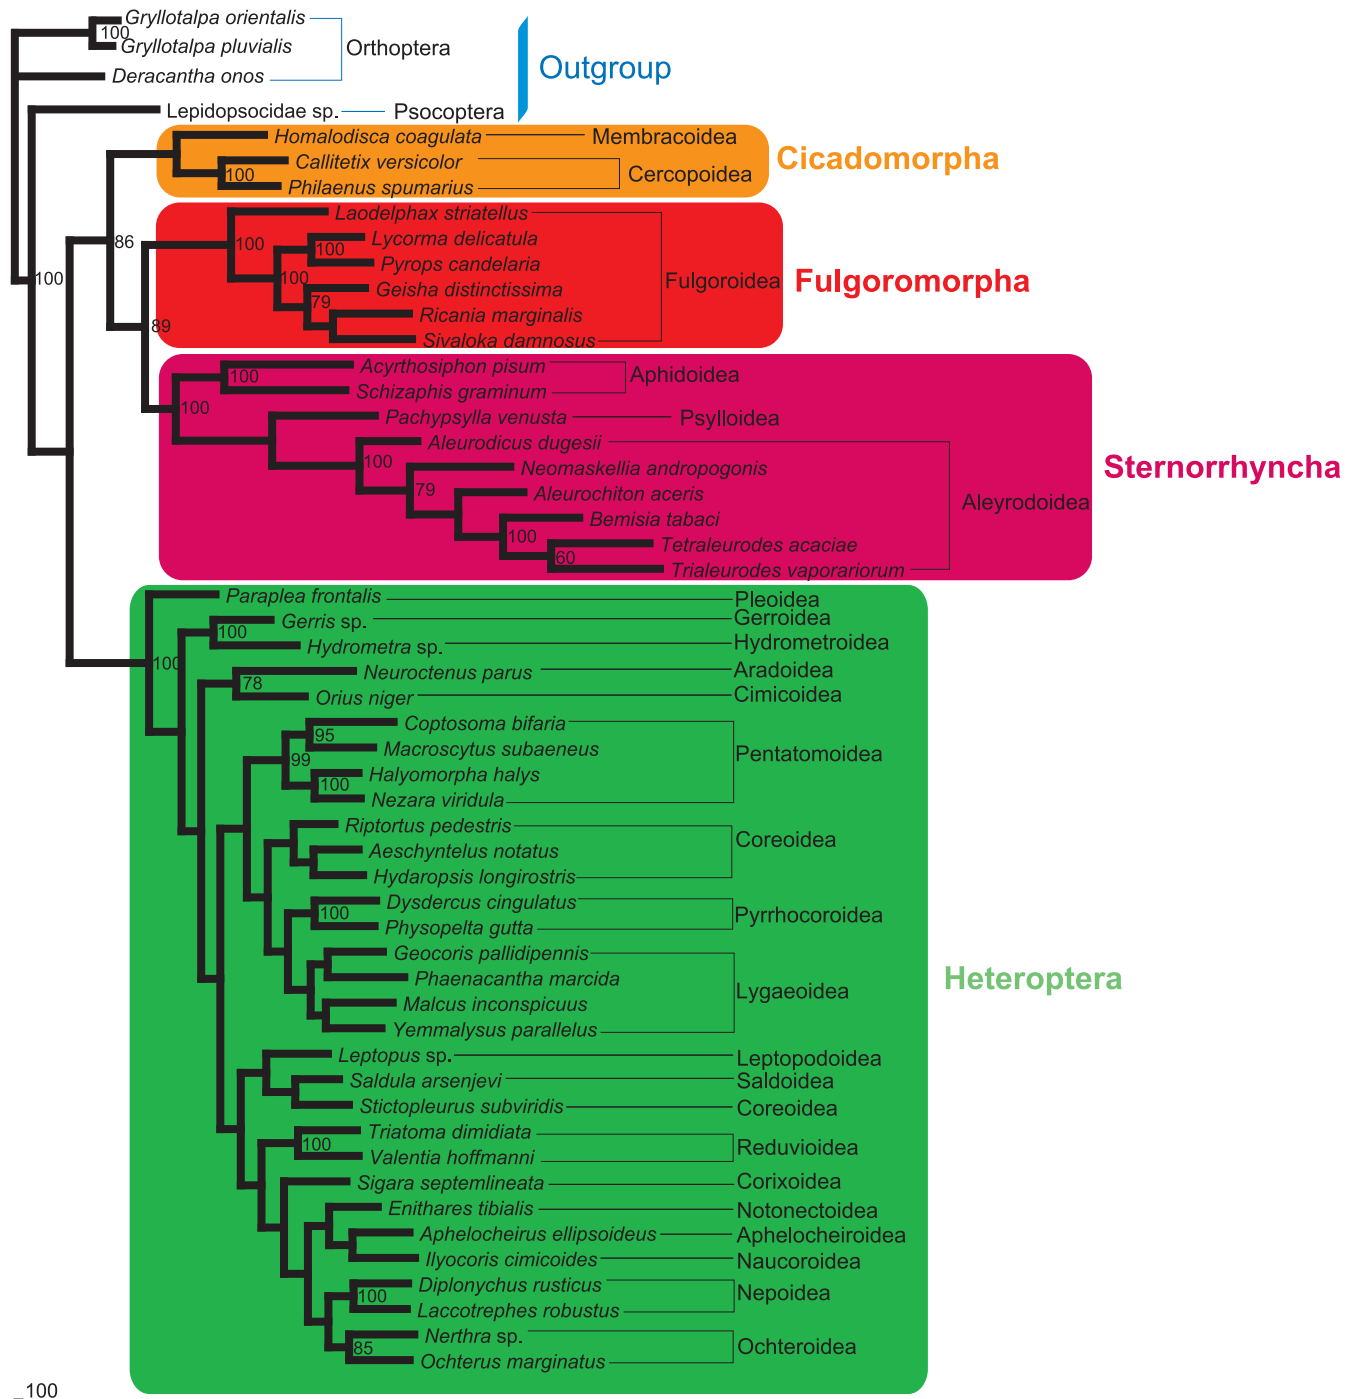 Gryllotalpa orientalis
100
Gryllotalpa pluvialis
Orthoptera
Deracantha onos
Outgroup
Lepidopsocidae sp.
Psocoptera
Homalodisca coagulata
Membracoidea
Callitetix versicolor
100
Philaenus spumarius
Cercopoidea
Cicadomorpha
86
100
Laodelphax striatellus
100
Lycorma delicatula
100
Pyrops candelaria
100
Geisha distinctissima
79
Ricania marginalis
Sivaloka damnosus
Fulgoroidea
Fulgoromorpha
89
Acyrthosiphon pisum
100
Schizaphis graminum
Aphidoidea
100
Pachypsylla venusta
Psylloidea
Aleurodicus dugesii
100
Neomaskellia andropogonis
79
Aleurochiton aceris
Bemisia tabaci
100
Tetraleurodes acaciae
60
Trialeurodes vaporariorum
Aleyrodoidea
Sternorrhyncha
Paraplea frontalis
Pleoidea
Gerris sp.
Gerroidea
100
Hydrometra sp.
Hydrometroidea
100
Neuroctenus parus
Aradoidea
78
Orius niger
Cimicoidea
Coptosoma bifaria
95
Macroscytus subaeneus
99
Halyomorpha halys
100
Nezara viridula
Pentatomoidea
Riptortus pedestris
Aeschyntelus notatus
Hydaropsis longirostris
Coreoidea
Dysdercus cingulatus
100
Physopelta gutta
Pyrrhocoroidea
Geocoris pallidipennis
Phaenacantha marcida
Malcus inconspicuus
Yemmalysus parallelus
Lygaeoidea
Heteroptera
Leptopus sp.
Leptopodoidea
Saldula arsenjevi
Saldoidea
Stictopleurus subviridis
Coreoidea
Triatoma dimidiata
100
Valentia hoffmanni
Reduvioidea
Sigara septemlineata
Corixoidea
Enithares tibialis
Notonectoidea
Aphelocheirus ellipsoideus
Aphelocheiroidea
Ilyocoris cimicoides
Naucoroidea
Diplonychus rusticus
100
Laccotrephes robustus
Nepoidea
Nerthra sp.
85
Ochterus marginatus
Ochteroidea
100